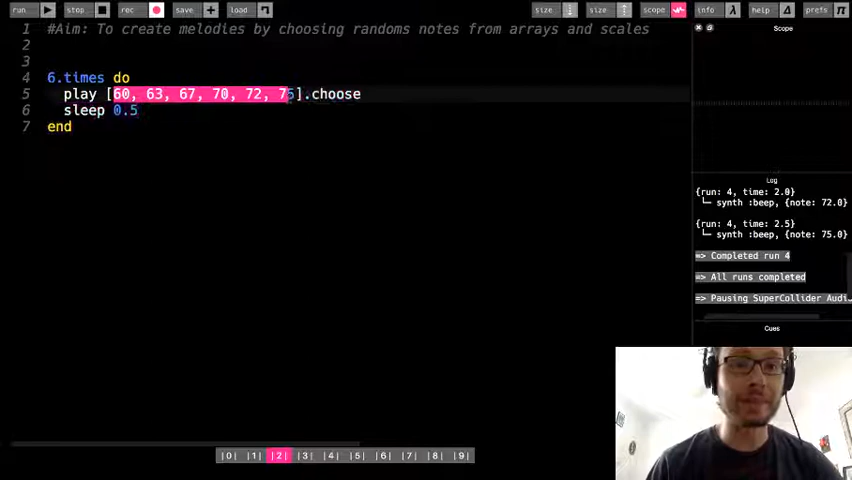 run stop rec save load size size scope info help prefs
1 #Aim: To create melodies by choosing randoms notes from arrays and scales
2
3
4 6.times do
5 play [60, 63, 67, 70, 72, 75].choose
6 sleep 0.5
7 end
Scope
Log
{run: 4, time: 2.0}
└─ synth :beep, {note: 72.0}
{run: 4, time: 2.5}
└─ synth :beep, {note: 75.0}
=> Completed run 4
=> All runs completed
=> Pausing SuperCollider Audi
Cues
|0| |1| |2| |3| |4| |5| |6| |7| |8| |9|